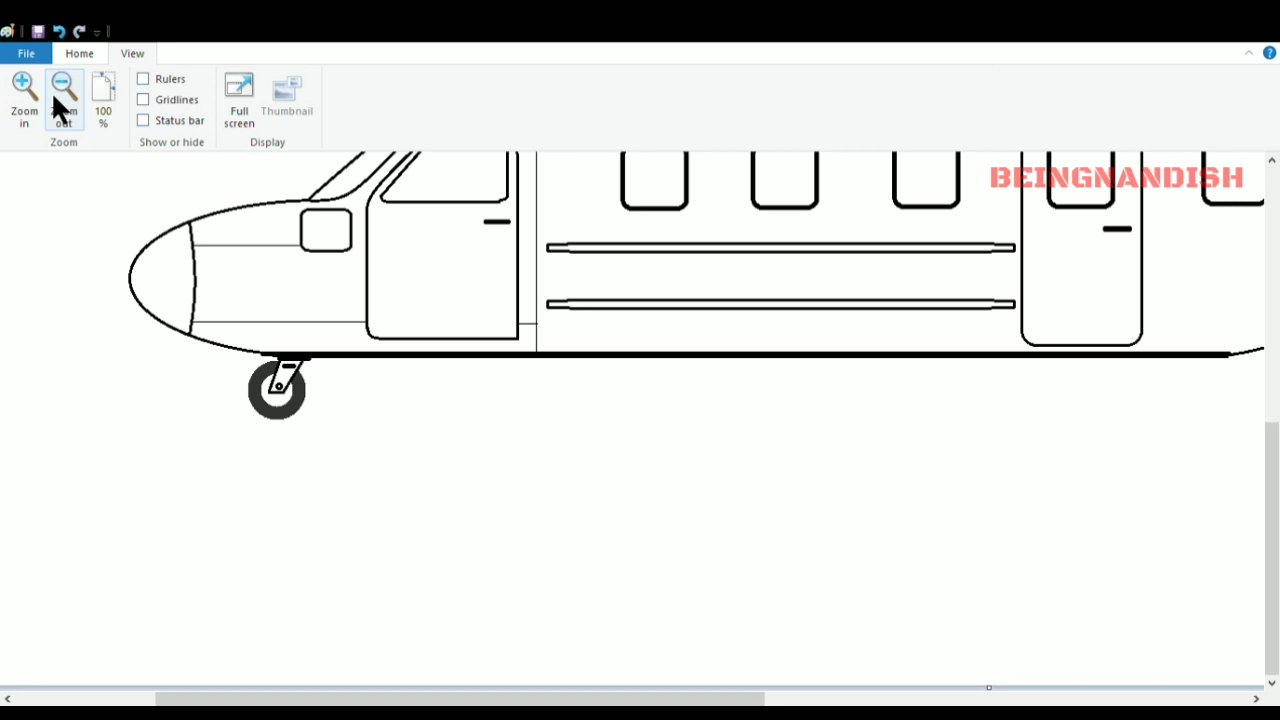 File Home View
Zoom in
Zoom out
100 %
Rulers
Gridlines
Status bar
Full screen
Thumbnail
Zoom
Show or hide
Display
BEINGNANDISH